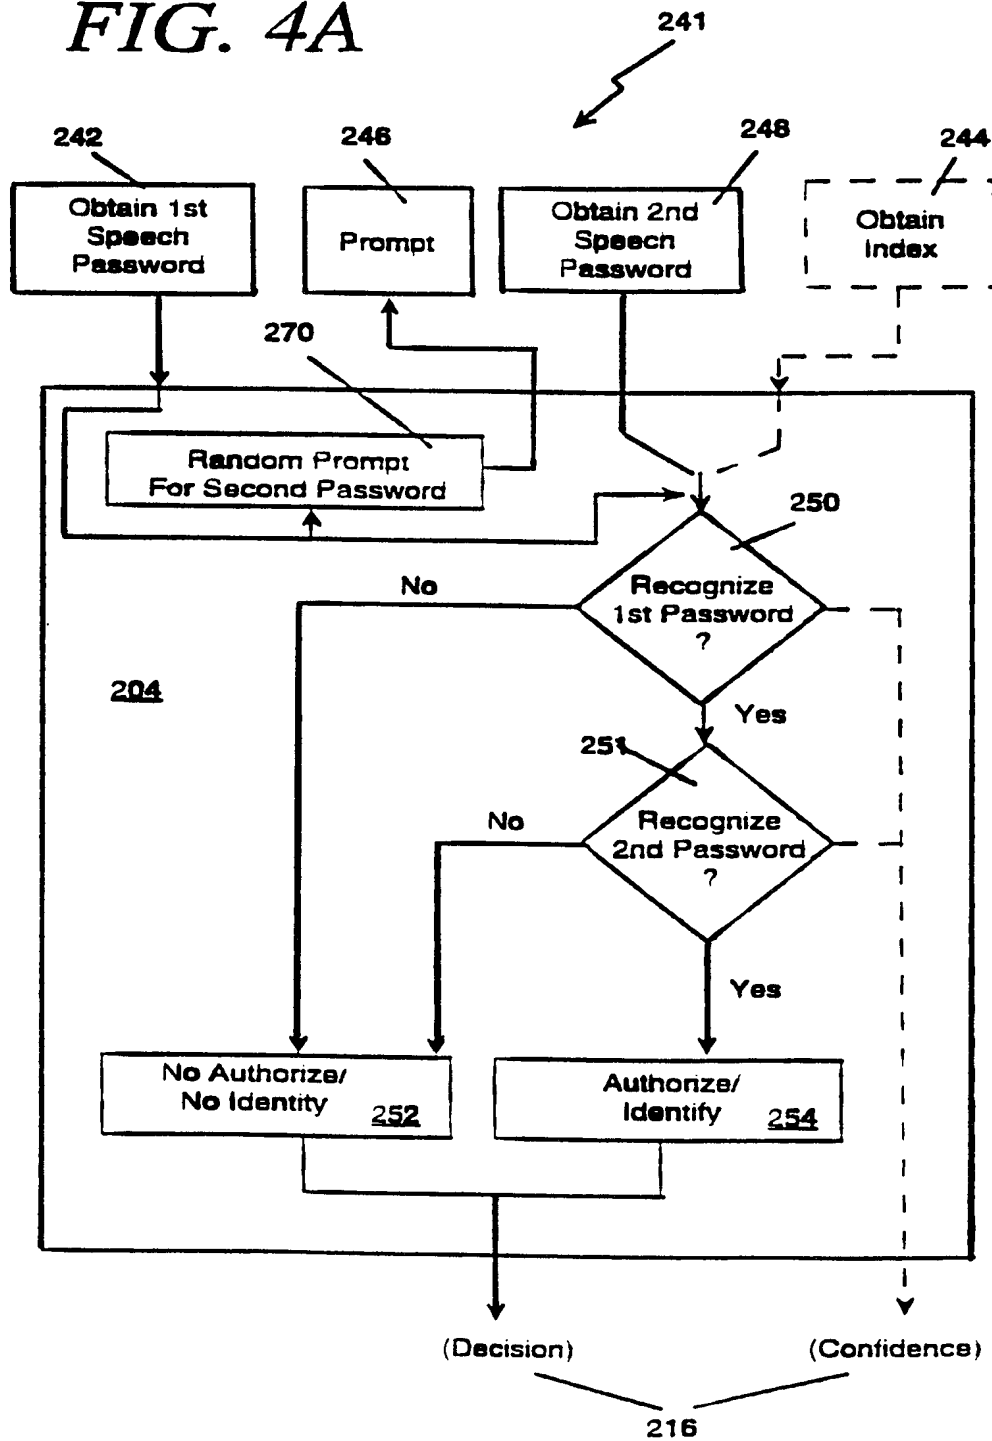 FIG. 4A
241
242
246
248
244
Obtain 1st
Speech
Password
Prompt
Obtain 2nd
Speech
Password
Obtain
Index
270
Random Prompt
For Second Password
250
No
Recognize
1st Password
?
204
Yes
251
No
Recognize
2nd Password
?
Yes
No Authorize/
No Identity
252
Authorize/
Identify
254
(Decision)
(Confidence)
216